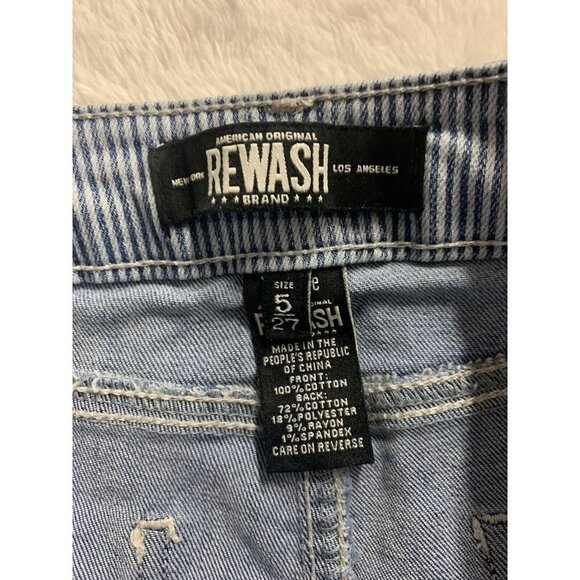 AMERICAN ORIGINAL
NEW YORK REWASH LOS ANGELES
BRAND
SIZE
5
27
MADE IN THE
PEOPLE'S REPUBLIC
OF CHINA
FRONT:
100% COTTON
BACK:
72% COTTON
18% POLYESTER
9% RAYON
1% SPANDEX
CARE ON REVERSE